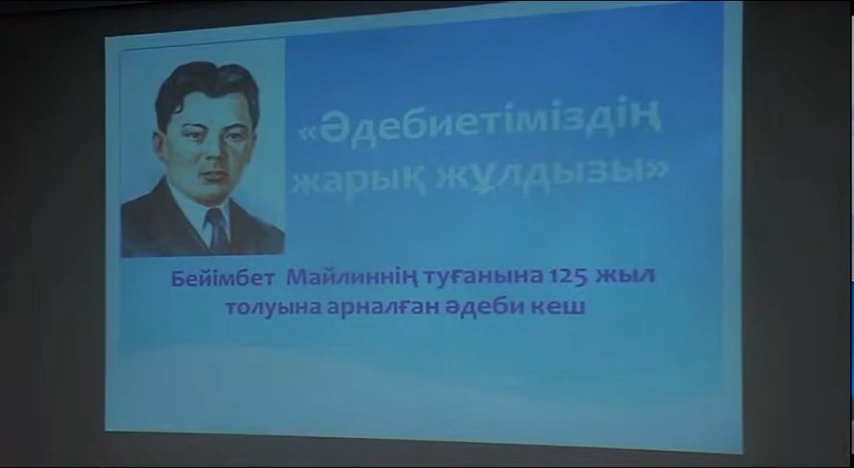 «Әдебиетіміздің
жарық жұлдызы»
Бейімбет Майлиннің туғанына 125 жыл
толуына арналған әдеби кеш